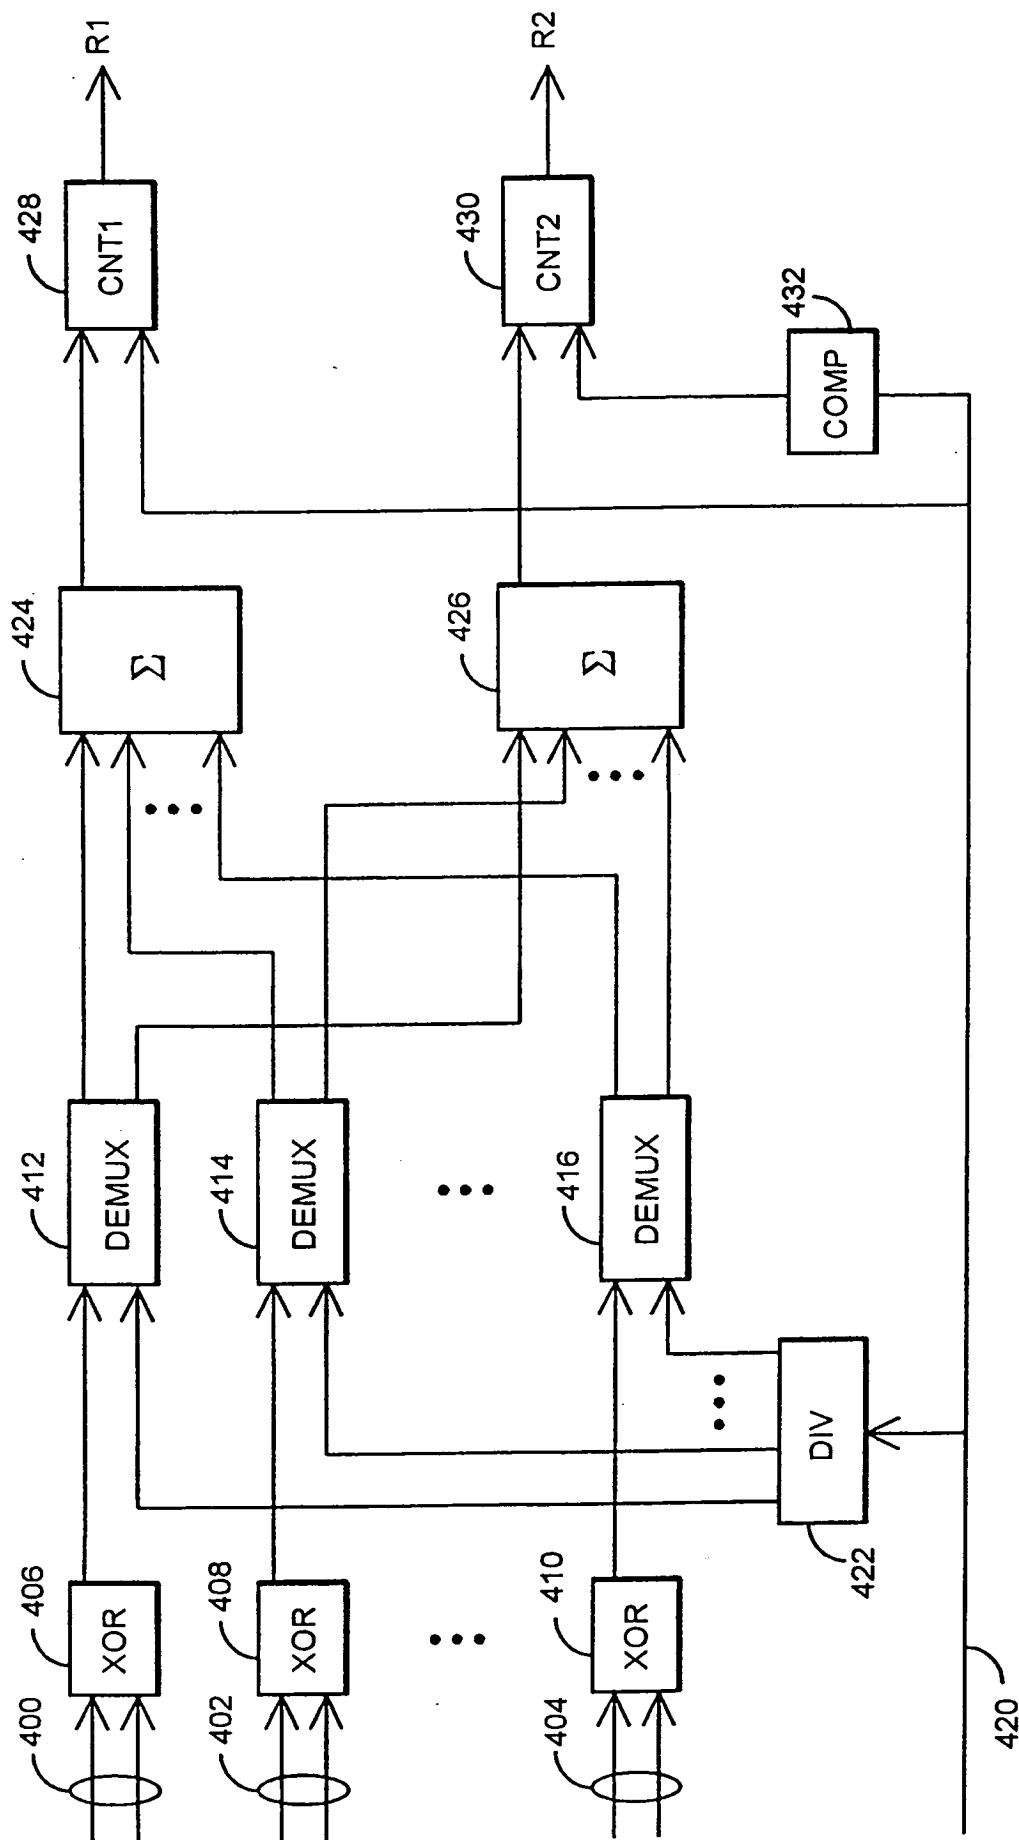 400
XOR
406
DEMUX
412
Σ
424
CNT1
428
R1
402
XOR
408
DEMUX
414
404
XOR
410
DEMUX
416
Σ
426
CNT2
430
R2
DIV
422
COMP
432
420